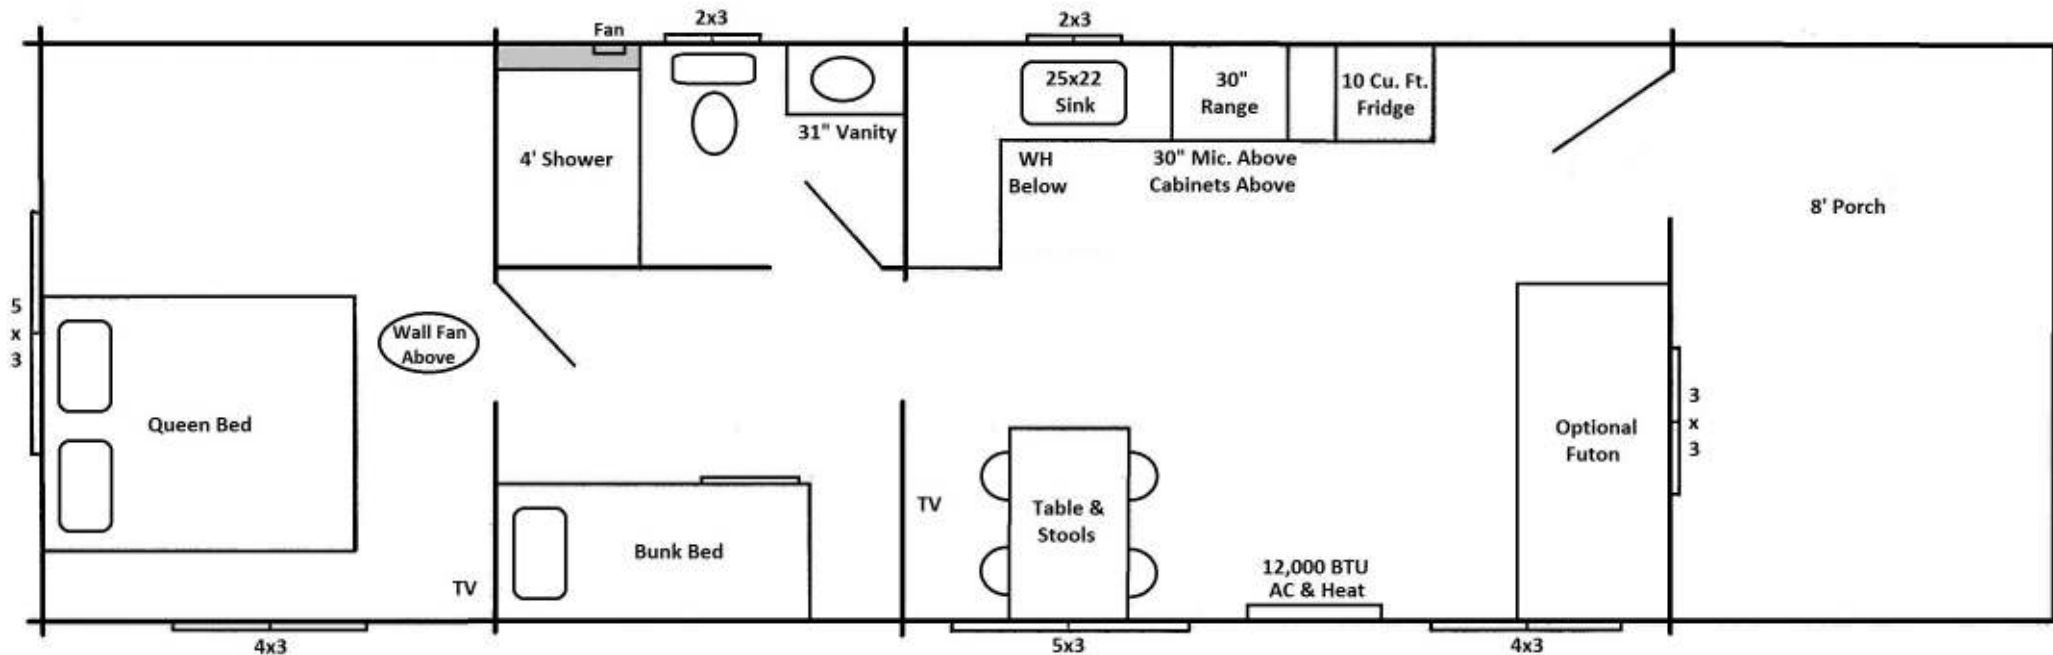 Fan
2x3
2x3
25x22
Sink
30"
Range
10 Cu. Ft.
Fridge
31" Vanity
4' Shower
WH
Below
30" Mic. Above
Cabinets Above
8' Porch
5
x
3
Wall Fan
Above
Queen Bed
3
x
3
Optional
Futon
TV
Table &
Stools
Bunk Bed
12,000 BTU
AC & Heat
TV
4x3
5x3
4x3